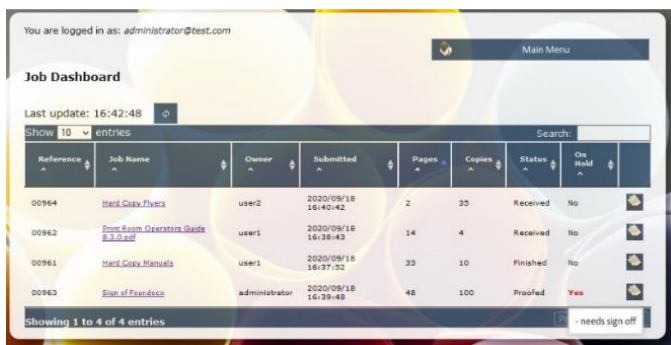 You are logged in as: administrator@test.com
Main Menu
Job Dashboard
Last update: 16:42:48
Show 10 entries
Search:
Reference Job Name Owner Submitted Pages Copies Status On Hold
00964 Hard Copy Flyers user2 2020/09/18 16:40:42 2 35 Received No
00962 Print Room Operators Guide 8.3.0.pdf user1 2020/09/18 16:38:43 14 4 Received No
00961 Hard Copy Manuals user1 2020/09/18 16:37:52 33 10 Finished No
00963 Sign of Four.docx administrator 2020/09/18 16:39:48 48 100 Proofed Yes
Showing 1 to 4 of 4 entries
- needs sign off